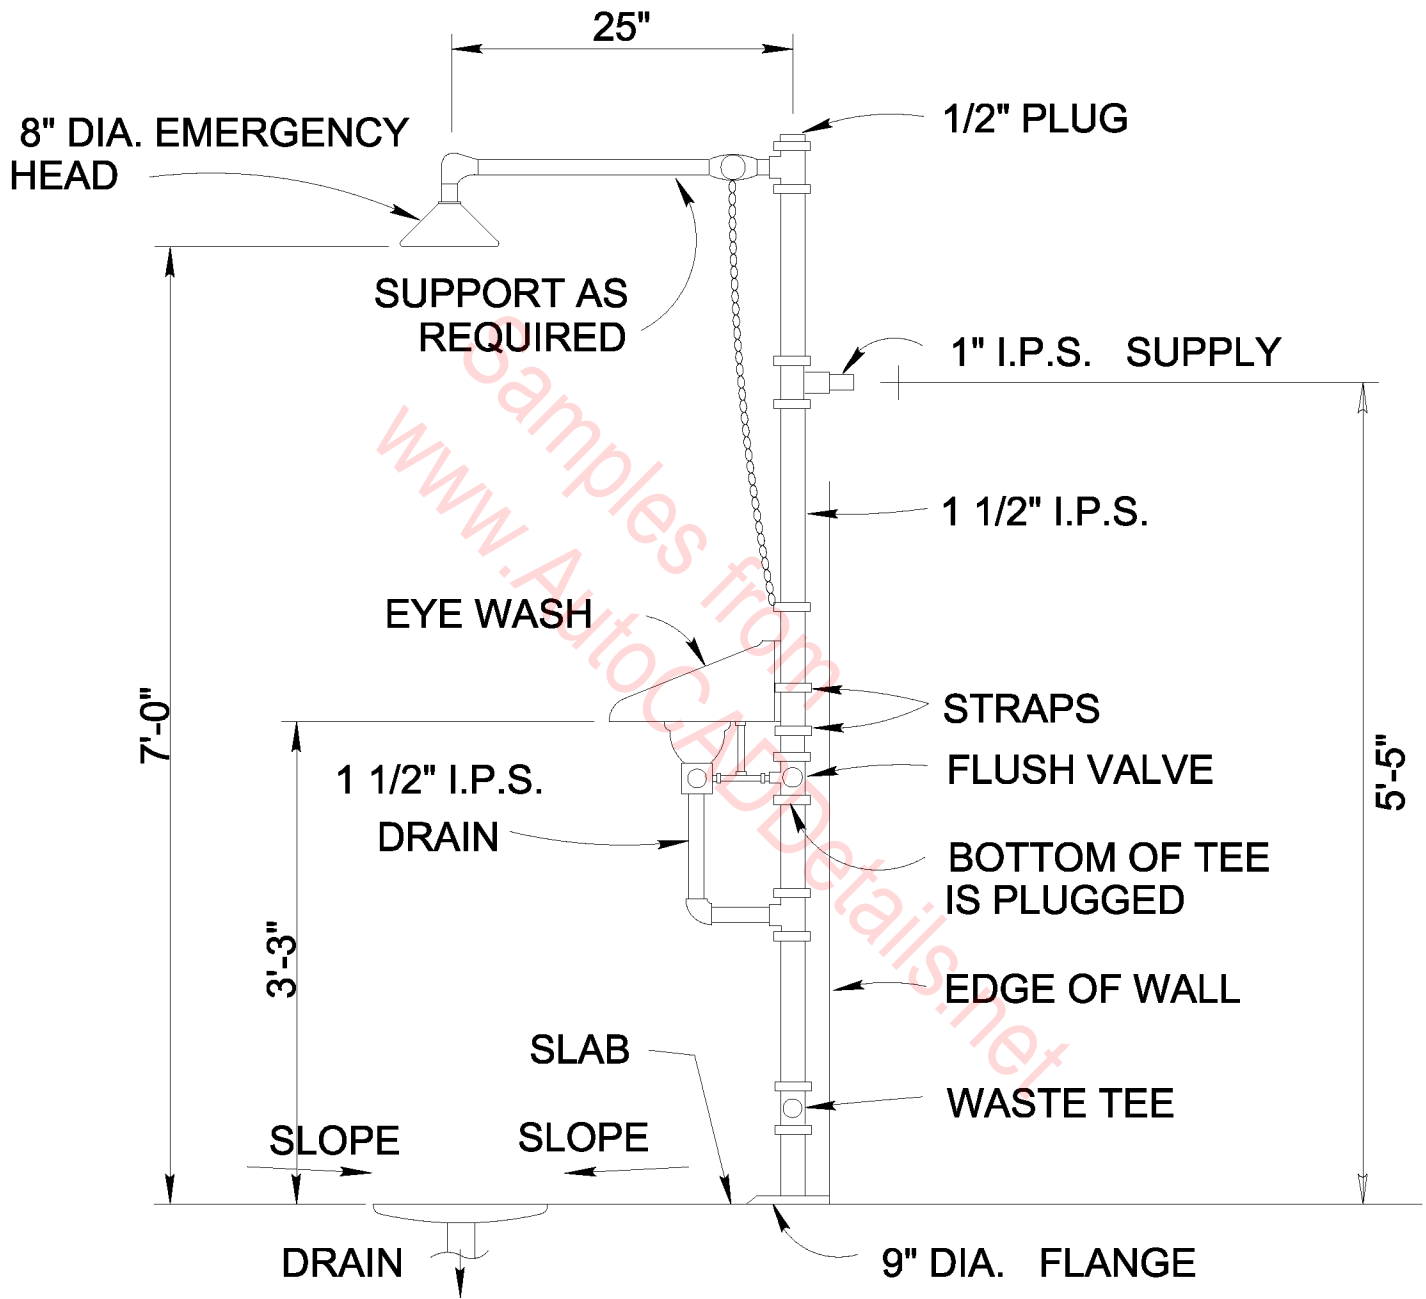 25"
8" DIA. EMERGENCY
HEAD
1/2" PLUG
SUPPORT AS
REQUIRED
1" I.P.S. SUPPLY
1 1/2" I.P.S.
EYE WASH
7'-0"
STRAPS
FLUSH VALVE
5'-5"
1 1/2" I.P.S.
DRAIN
BOTTOM OF TEE
IS PLUGGED
3'-3"
EDGE OF WALL
SLAB
WASTE TEE
SLOPE
SLOPE
DRAIN
9" DIA. FLANGE
Samples from
www.AutoCADDetails.net